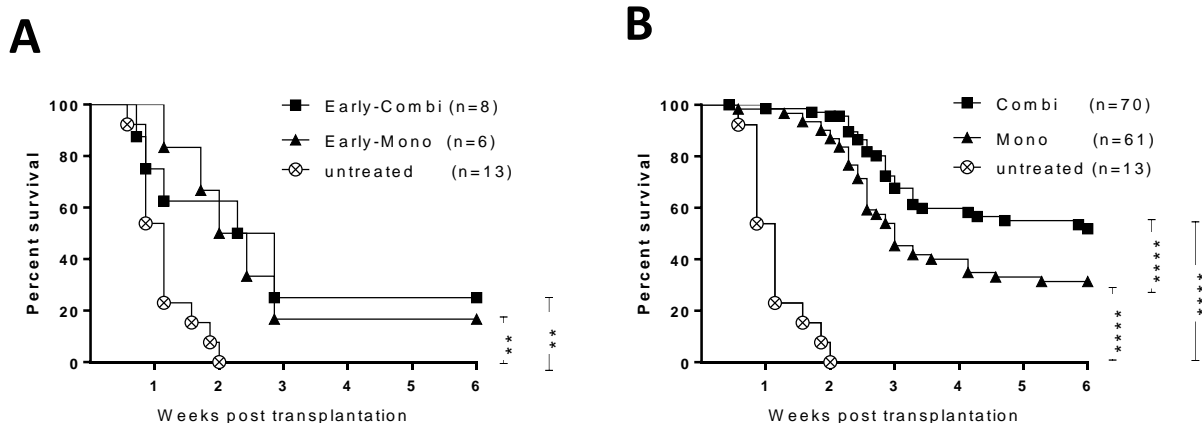 A
100
80
60
40
20
0
Percent survival
Early-Combi (n=8)
Early-Mono (n=6)
untreated (n=13)
**
**
1 2 3 4 5 6
Weeks post transplantation
B
100
80
60
40
20
0
Percent survival
Combi (n=70)
Mono (n=61)
untreated (n=13)
****
****
****
1 2 3 4 5 6
Weeks post transplantation